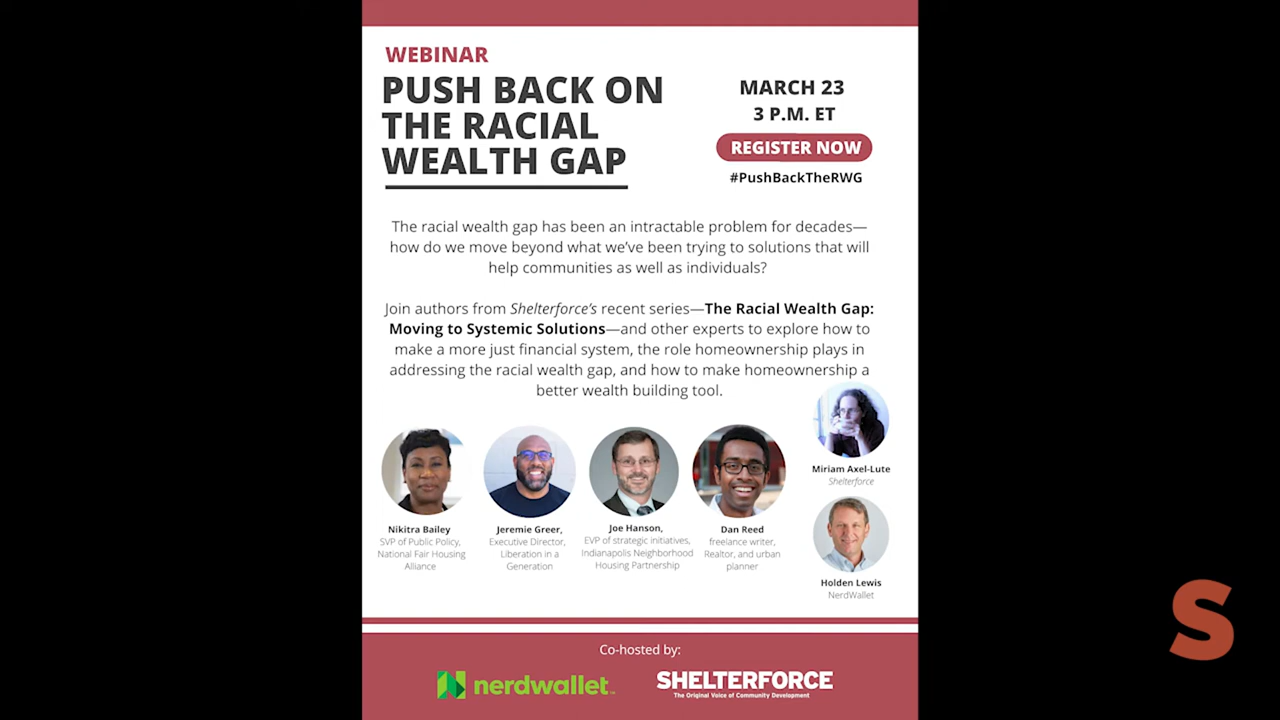 WEBINAR
PUSH BACK ON
THE RACIAL
WEALTH GAP
MARCH 23
3 P.M. ET
REGISTER NOW
#PushBackTheRWG
The racial wealth gap has been an intractable problem for decades—
how do we move beyond what we've been trying to solutions that will
help communities as well as individuals?
Join authors from Shelterforce's recent series—The Racial Wealth Gap:
Moving to Systemic Solutions—and other experts to explore how to
make a more just financial system, the role homeownership plays in
addressing the racial wealth gap, and how to make homeownership a
better wealth building tool.
Nikitra Bailey
SVP of Public Policy,
National Fair Housing
Alliance
Jeremie Greer,
Executive Director,
Liberation in a
Generation
Joe Hanson,
EVP of strategic initiatives,
Indianapolis Neighborhood
Housing Partnership
Dan Reed
freelance writer,
Realtor, and urban
planner
Miriam Axel-Lute
Shelterforce
Holden Lewis
NerdWallet
Co-hosted by:
nerdwallet
SHELTERFORCE
The Original Voice of Community Development
S